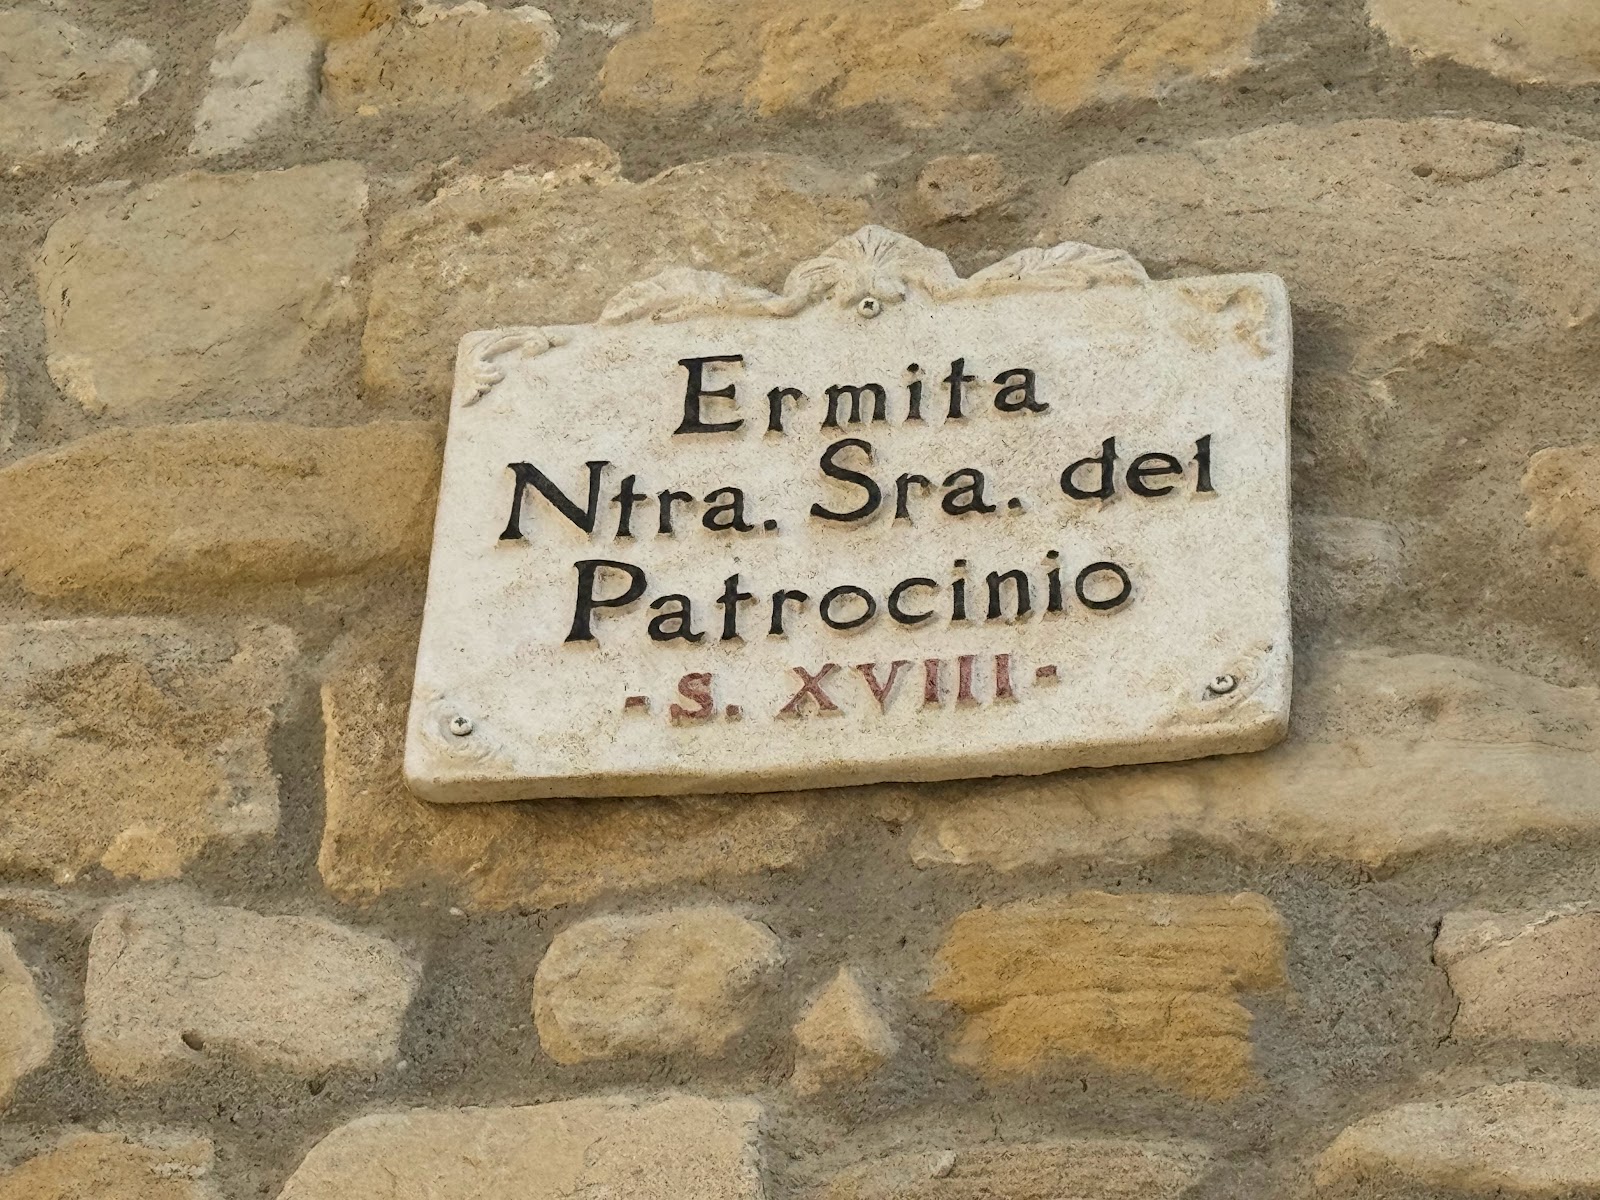 Ermita
Ntra. Sra. del
Patrocinio
- S. XVIII -